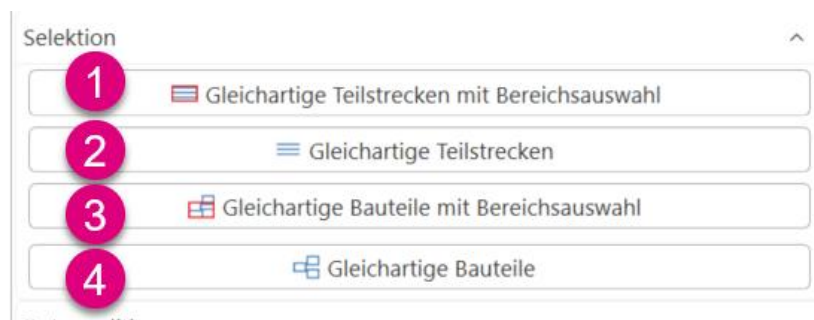 Selektion
1 Gleichartige Teilstrecken mit Bereichsauswahl
2 Gleichartige Teilstrecken
3 Gleichartige Bauteile mit Bereichsauswahl
4 Gleichartige Bauteile